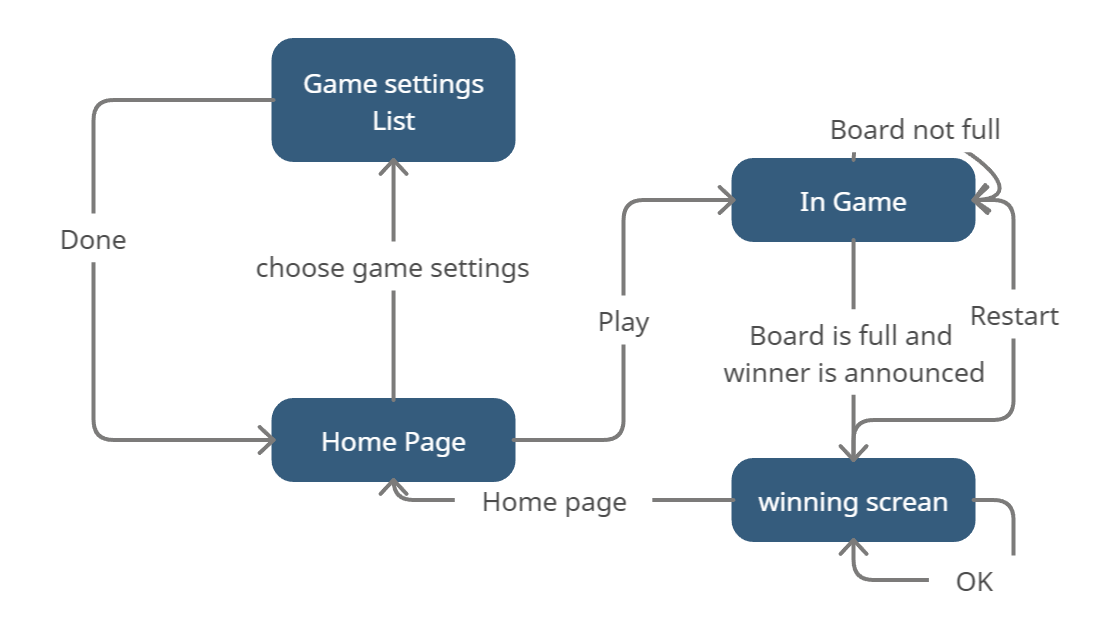 Game settings
List
Board not full
In Game
Done
choose game settings
Play
Restart
Board is full and
winner is announced
Home Page
Home page
winning screan
OK